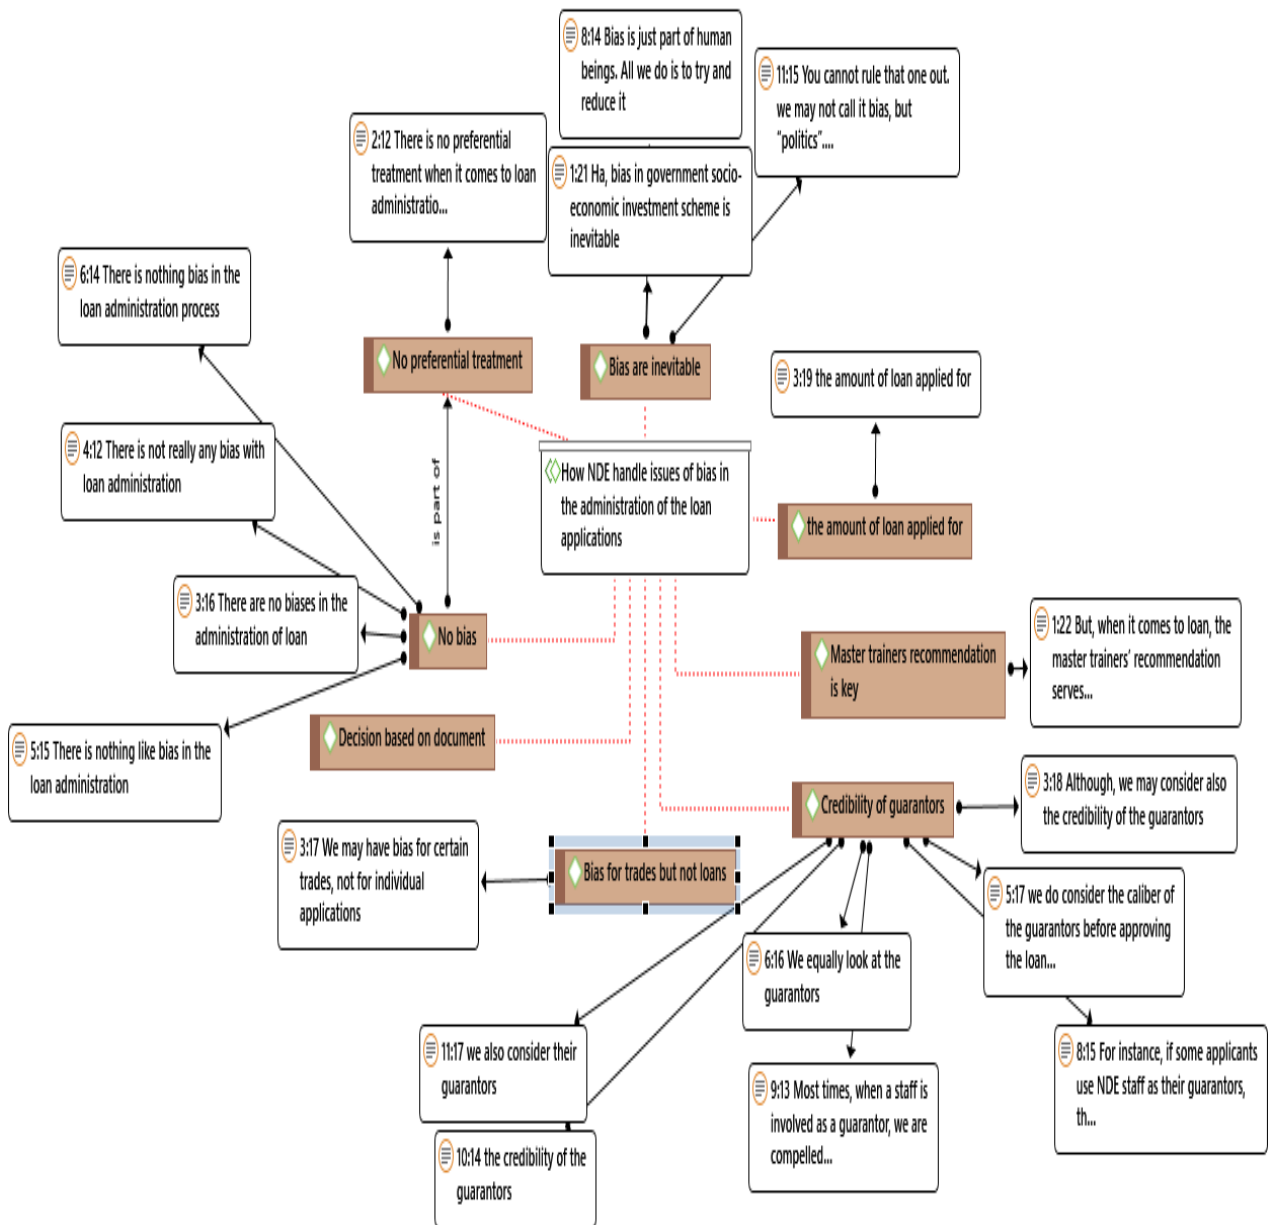 8:14 Bias is just part of human
beings. All we do is to try and
reduce it
11:15 You cannot rule that one out.
we may not call it bias, but
“politics”....
2:12 There is no preferential
treatment when it comes to loan
administratio...
1:21 Ha, bias in government socio-
economic investment scheme is
inevitable
6:14 There is nothing bias in the
loan administration process
No preferential treatment
Bias are inevitable
3:19 the amount of loan applied for
4:12 There is not really any bias with
loan administration
is part of
How NDE handle issues of bias in
the administration of the loan
applications
the amount of loan applied for
3:16 There are no biases in the
administration of loan
No bias
Master trainers recommendation
is key
1:22 But, when it comes to loan, the
master trainers’ recommendation
serves...
5:15 There is nothing like bias in the
loan administration
Decision based on document
Credibility of guarantors
3:18 Although, we may consider also
the credibility of the guarantors
3:17 We may have bias for certain
trades, not for individual
applications
Bias for trades but not loans
5:17 we do consider the caliber of
the guarantors before approving
the loan...
6:16 We equally look at the
guarantors
11:17 we also consider their
guarantors
9:13 Most times, when a staff is
involved as a guarantor, we are
compelled...
8:15 For instance, if some applicants
use NDE staff as their guarantors,
th...
10:14 the credibility of the
guarantors